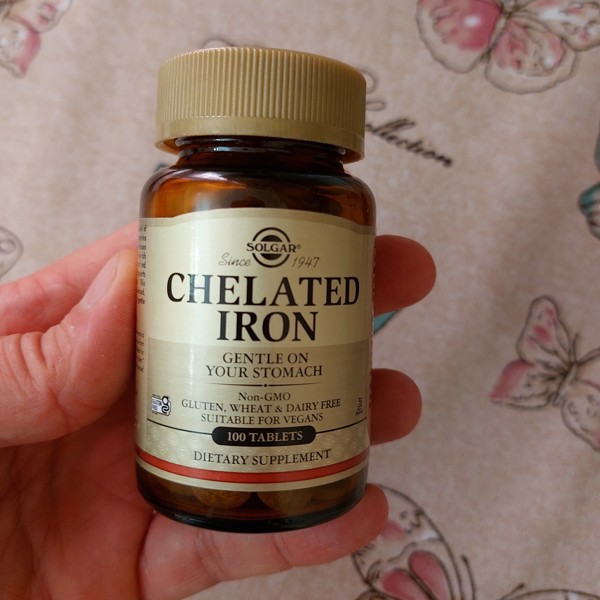 Collection
SOLGAR®
Since 1947
CHELATED
IRON
GENTLE ON
YOUR STOMACH
Non-GMO
GLUTEN, WHEAT & DAIRY FREE
SUITABLE FOR VEGANS
100 TABLETS
DIETARY SUPPLEMENT